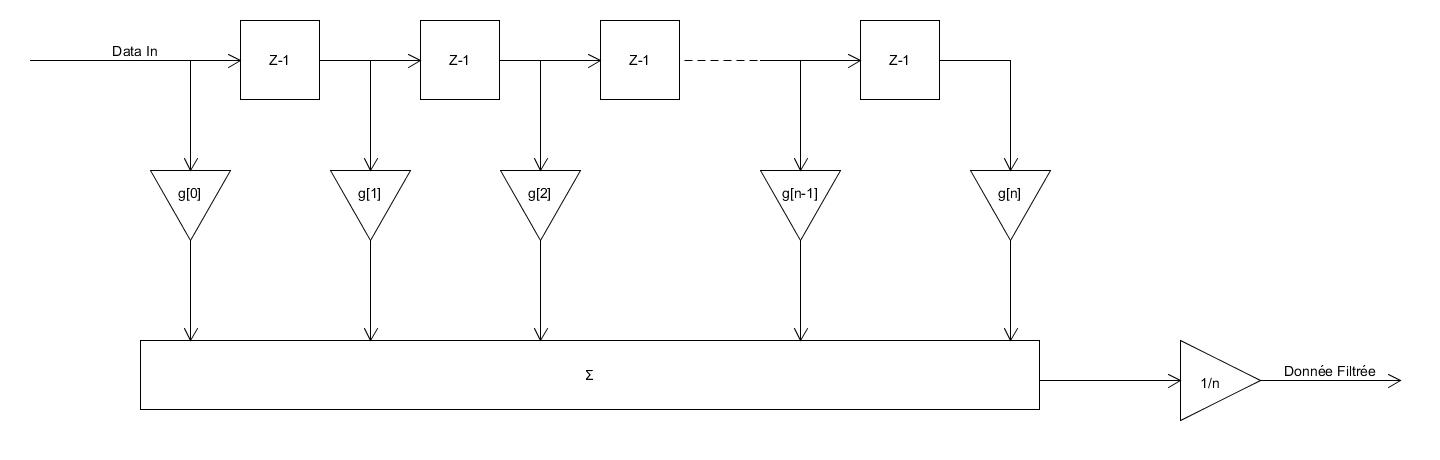 Data In
Z-1
Z-1
Z-1
Z-1
g[0]
g[1]
g[2]
g[n-1]
g[n]
Σ
1/n
Donnée Filtrée